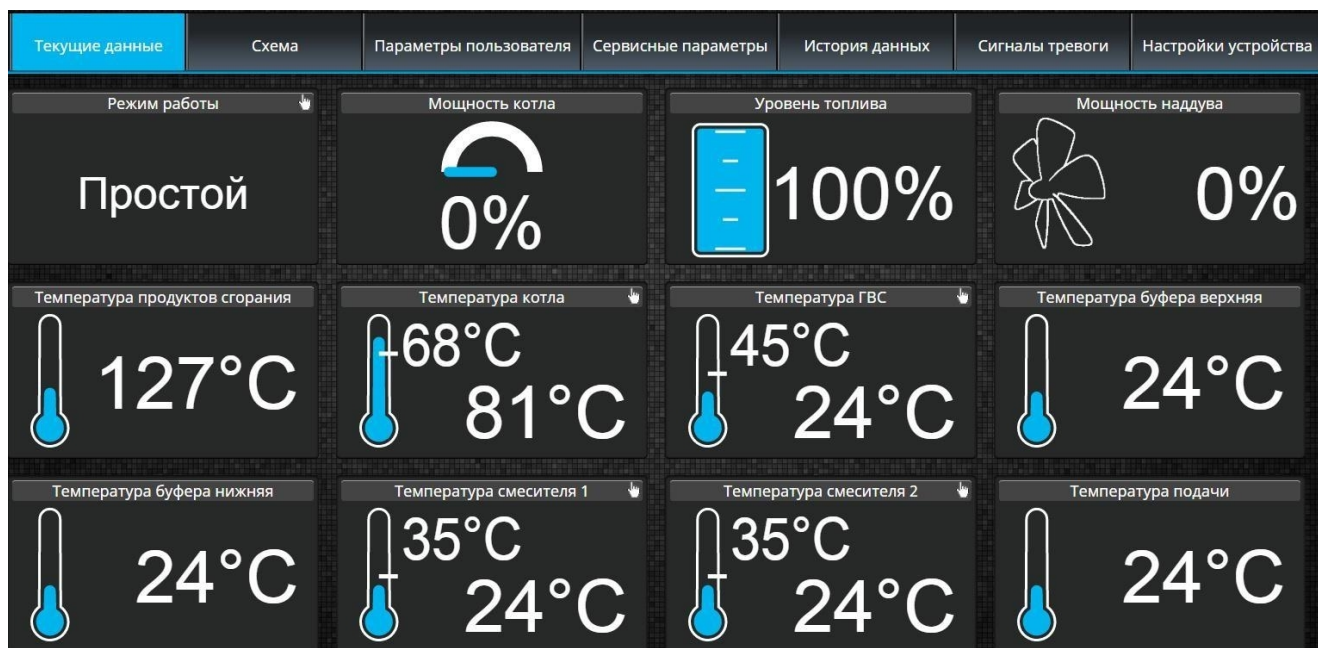 Текущие данные
Схема
Параметры пользователя
Сервисные параметры
История данных
Сигналы тревоги
Настройки устройства
Режим работы
Мощность котла
Уровень топлива
Мощность наддува
Простой
0%
100%
0%
Температура продуктов сгорания
Температура котла
Температура ГВС
Температура буфера верхняя
127°C
68°C
81°C
45°C
24°C
24°C
Температура буфера нижняя
Температура смесителя 1
Температура смесителя 2
Температура подачи
24°C
35°C
24°C
35°C
24°C
24°C